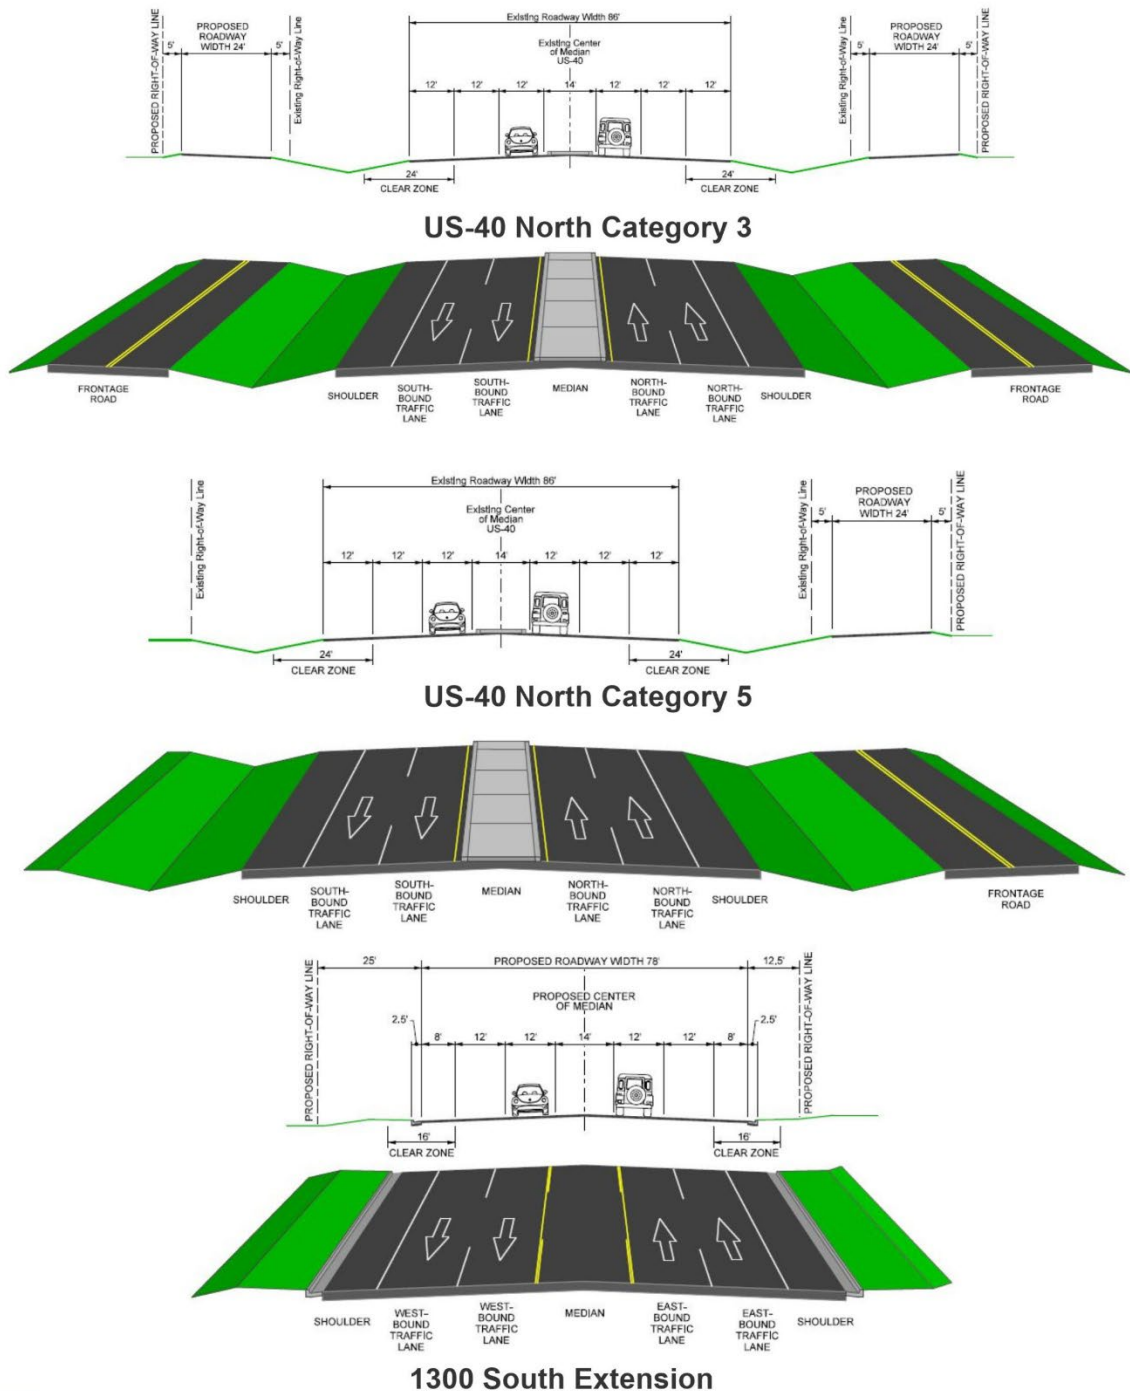 Existing Roadway Width 86'
PROPOSED
ROADWAY
WIDTH 24'
PROPOSED
ROADWAY
WIDTH 24'
PROPOSED RIGHT-OF-WAY LINE
5'
5'
Existing Right-of-Way Line
Existing Center
of Median
US-40
Existing Right-of-Way Line
5'
5'
PROPOSED RIGHT-OF-WAY LINE
12' 12' 12' 14' 12' 12' 12'
24' 24'
CLEAR ZONE CLEAR ZONE
US-40 North Category 3
FRONTAGE
ROAD
SHOULDER
SOUTH-
BOUND
TRAFFIC
LANE
SOUTH-
BOUND
TRAFFIC
LANE
MEDIAN
NORTH-
BOUND
TRAFFIC
LANE
NORTH-
BOUND
TRAFFIC
LANE
SHOULDER
FRONTAGE
ROAD
Existing Right-of-Way Line
Existing Roadway Width 86'
Existing Center
of Median
US-40
Existing Right-of-Way Line
PROPOSED
ROADWAY
WIDTH 24'
5'
5'
PROPOSED RIGHT-OF-WAY LINE
12' 12' 12' 14' 12' 12' 12'
24' 24'
CLEAR ZONE CLEAR ZONE
US-40 North Category 5
SHOULDER
SOUTH-
BOUND
TRAFFIC
LANE
SOUTH-
BOUND
TRAFFIC
LANE
MEDIAN
NORTH-
BOUND
TRAFFIC
LANE
NORTH-
BOUND
TRAFFIC
LANE
SHOULDER
FRONTAGE
ROAD
PROPOSED RIGHT-OF-WAY LINE
25' PROPOSED ROADWAY WIDTH 78' 12.5'
PROPOSED RIGHT-OF-WAY LINE
PROPOSED CENTER
OF MEDIAN
2.5' 2.5'
8' 12' 12' 14' 12' 12' 8'
16' 16'
CLEAR ZONE CLEAR ZONE
SHOULDER
WEST-
BOUND
TRAFFIC
LANE
WEST-
BOUND
TRAFFIC
LANE
MEDIAN
EAST-
BOUND
TRAFFIC
LANE
EAST-
BOUND
TRAFFIC
LANE
SHOULDER
1300 South Extension